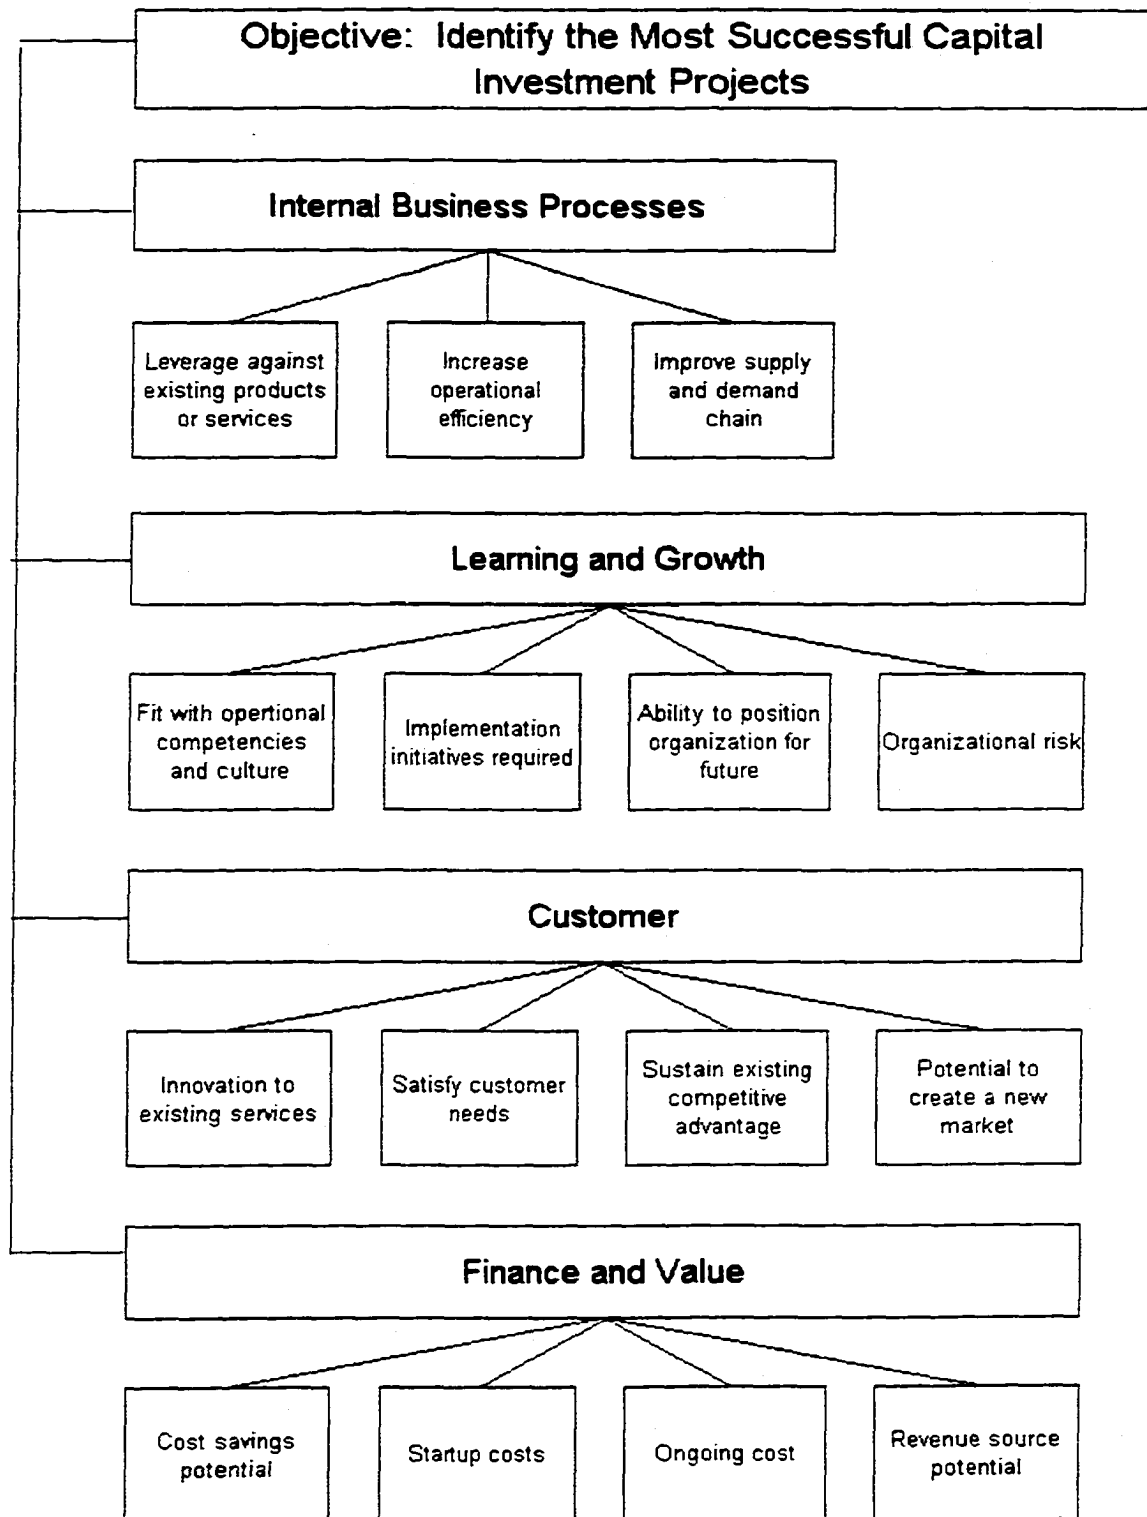 Objective: Identify the Most Successful Capital
Investment Projects
Internal Business Processes
Leverage against
existing products
or services
Increase
operational
efficiency
Improve supply
and demand
chain
Learning and Growth
Fit with opertional
competencies
and culture
Implementation
initiatives required
Ability to position
organization for
future
Organizational risk
Customer
Innovation to
existing services
Satisfy customer
needs
Sustain existing
competitive
advantage
Potential to
create a new
market
Finance and Value
Cost savings
potential
Startup costs
Ongoing cost
Revenue source
potential